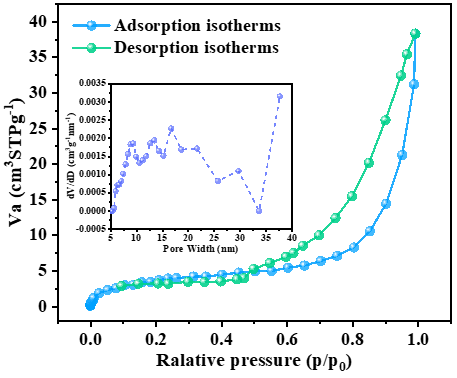 Adsorption isotherms
Desorption isotherms
Va (cm³STPg⁻¹)
40
35
30
25
20
15
10
5
0
0.0 0.2 0.4 0.6 0.8 1.0
Ralative pressure (p/p₀)
dV/dD (cm³g⁻¹nm⁻¹)
0.0035
0.0030
0.0025
0.0020
0.0015
0.0010
0.0005
0.0000
-0.0005
5 10 15 20 25 30 35 40
Pore Width (nm)